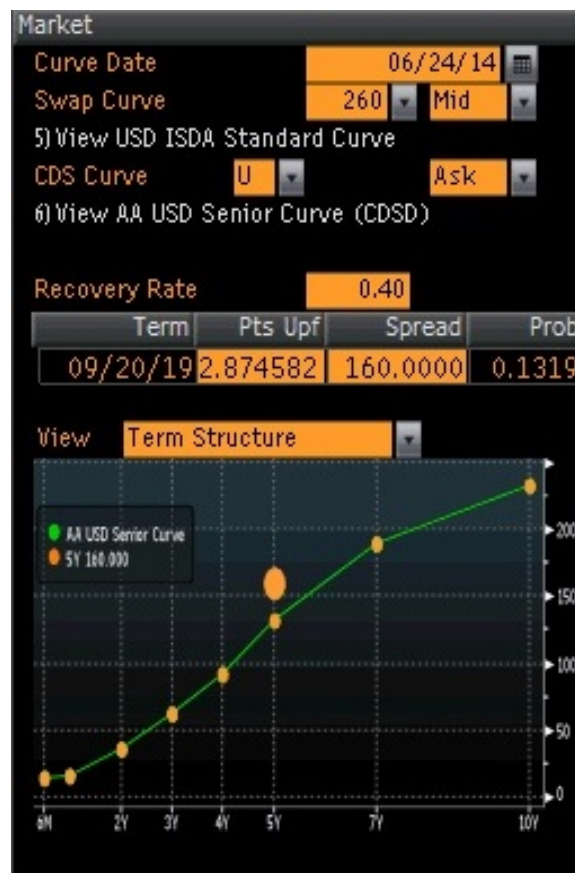 Market
Curve Date 06/24/14
Swap Curve 260 Mid
5) View USD ISDA Standard Curve
CDS Curve U Ask
6) View AA USD Senior Curve (CDSD)
Recovery Rate 0.40
Term Pts Upf Spread Prob
09/20/19 2.874582 160.0000 0.1319
View Term Structure
AA USD Senior Curve
5Y 160.000
200
150
100
50
0
6M 2Y 3Y 4Y 5Y 7Y 10Y